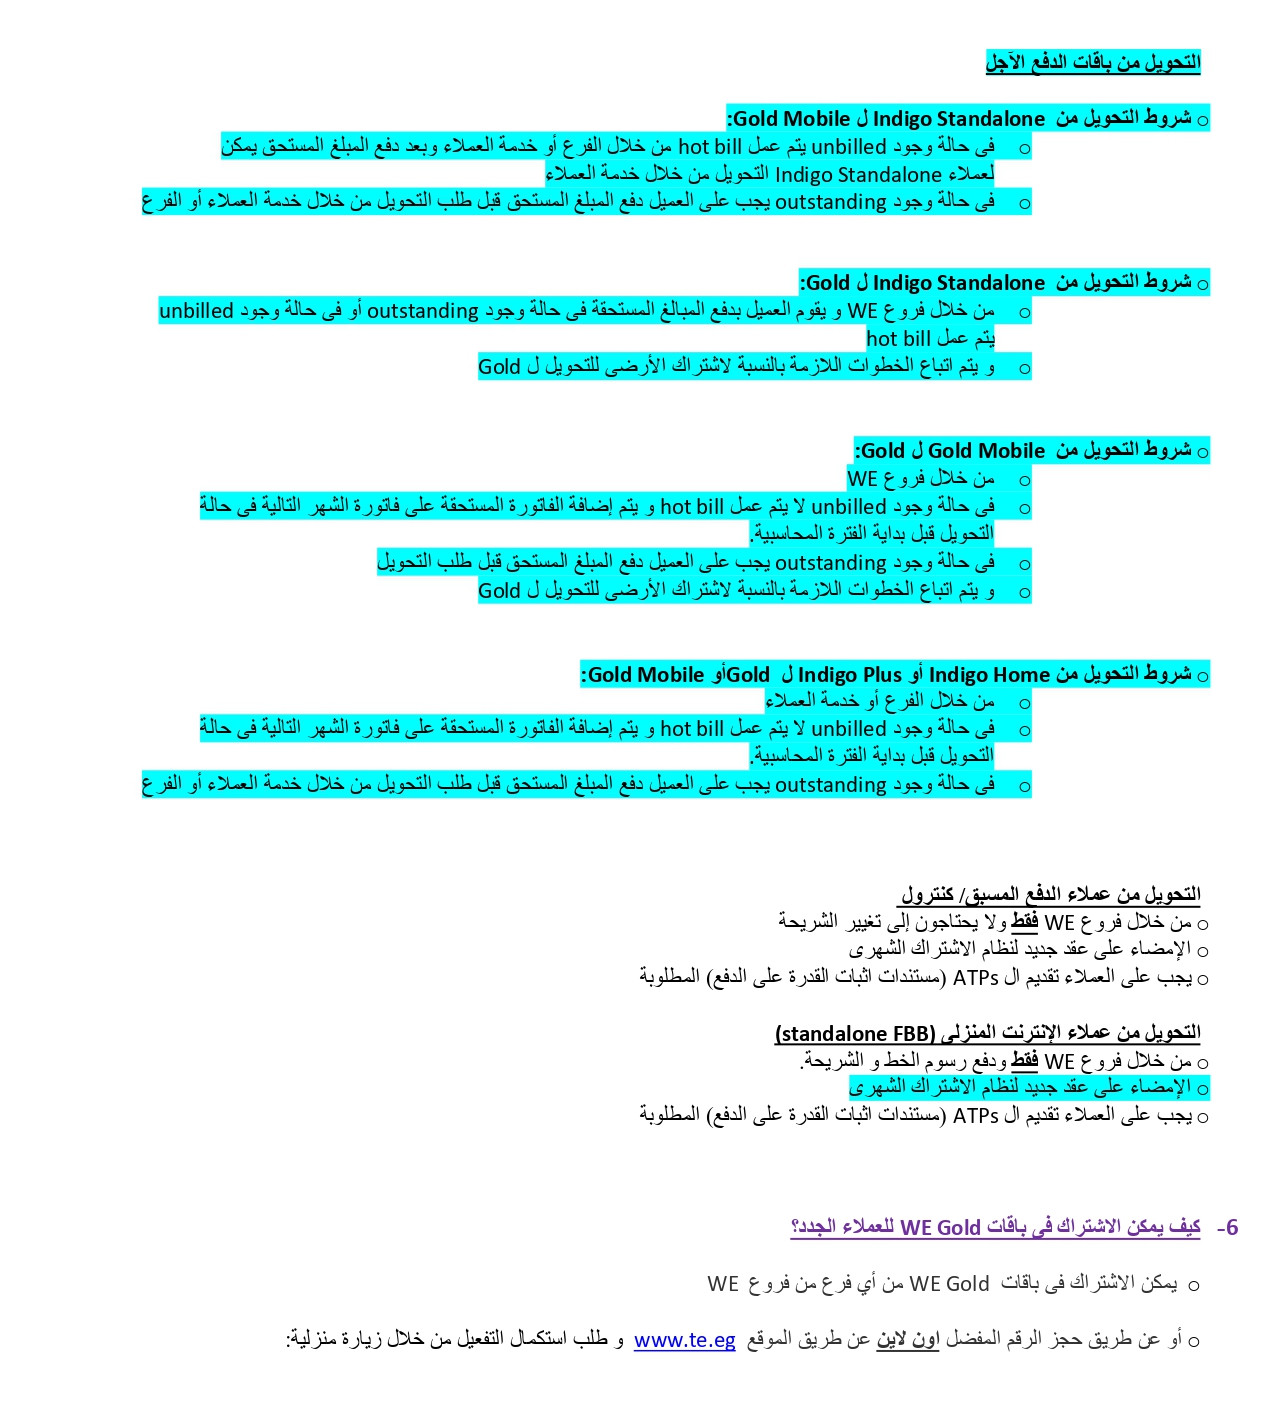 التحويل من باقات الدفع الآجل
o شروط التحويل من Indigo Standalone ل Gold Mobile:
o فى حالة وجود unbilled يتم عمل hot bill من خلال الفرع أو خدمة العملاء وبعد دفع المبلغ المستحق يمكن
لعملاء Indigo Standalone التحويل من خلال خدمة العملاء
o فى حالة وجود outstanding يجب على العميل دفع المبلغ المستحق قبل طلب التحويل من خلال خدمة العملاء أو الفرع
o شروط التحويل من Indigo Standalone ل Gold:
o من خلال فروع WE و يقوم العميل بدفع المبالغ المستحقة فى حالة وجود outstanding أو فى حالة وجود unbilled
يتم عمل hot bill
o و يتم اتباع الخطوات اللازمة بالنسبة لاشتراك الأرضى للتحويل ل Gold
o شروط التحويل من Gold Mobile ل Gold:
o من خلال فروع WE
o فى حالة وجود unbilled لا يتم عمل hot bill و يتم إضافة الفاتورة المستحقة على فاتورة الشهر التالية فى حالة
التحويل قبل بداية الفترة المحاسبية.
o فى حالة وجود outstanding يجب على العميل دفع المبلغ المستحق قبل طلب التحويل
o و يتم اتباع الخطوات اللازمة بالنسبة لاشتراك الأرضى للتحويل ل Gold
o شروط التحويل من Indigo Home أو Indigo Plus ل Goldأو Gold Mobile:
o من خلال الفرع أو خدمة العملاء
o فى حالة وجود unbilled لا يتم عمل hot bill و يتم إضافة الفاتورة المستحقة على فاتورة الشهر التالية فى حالة
التحويل قبل بداية الفترة المحاسبية.
o فى حالة وجود outstanding يجب على العميل دفع المبلغ المستحق قبل طلب التحويل من خلال خدمة العملاء أو الفرع
التحويل من عملاء الدفع المسبق/ كنترول
o من خلال فروع WE فقط ولا يحتاجون إلى تغيير الشريحة
o الإمضاء على عقد جديد لنظام الاشتراك الشهرى
o يجب على العملاء تقديم ال ATPs (مستندات اثبات القدرة على الدفع) المطلوبة
التحويل من عملاء الإنترنت المنزلى (standalone FBB)
o من خلال فروع WE فقط ودفع رسوم الخط و الشريحة.
o الإمضاء على عقد جديد لنظام الاشتراك الشهرى
o يجب على العملاء تقديم ال ATPs (مستندات اثبات القدرة على الدفع) المطلوبة
6- كيف يمكن الاشتراك فى باقات WE Gold للعملاء الجدد؟
o يمكن الاشتراك فى باقات WE Gold من أي فرع من فروع WE
o أو عن طريق حجز الرقم المفضل اون لاين عن طريق الموقع www.te.eg و طلب استكمال التفعيل من خلال زيارة منزلية: